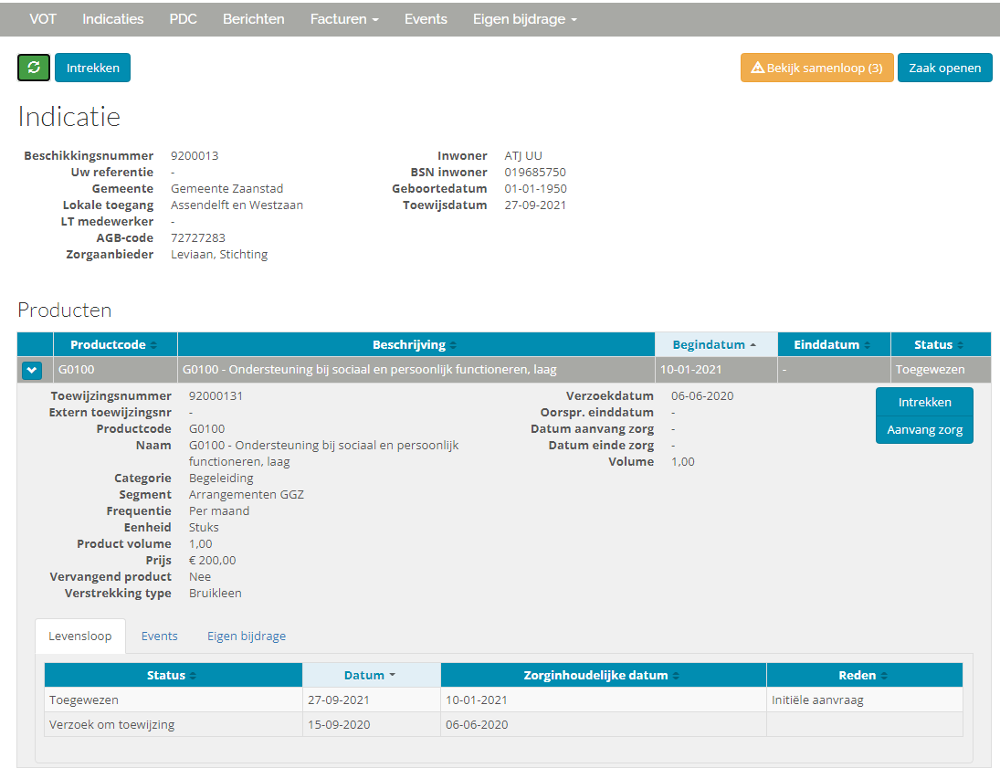 VOT Indicaties PDC Berichten Facturen Events Eigen bijdrage
Intrekken Bekijk samenloop (3) Zaak openen
Indicatie
Beschikkingsnummer 9200013 Inwoner ATJ UU
Uw referentie - BSN inwoner 019685750
Gemeente Gemeente Zaanstad Geboortedatum 01-01-1950
Lokale toegang Assendelft en Westzaan Toewijsdatum 27-09-2021
LT medewerker -
AGB-code 72727283
Zorgaanbieder Leviaan, Stichting
Producten
Productcode Beschrijving Begindatum Einddatum Status
G0100 G0100 - Ondersteuning bij sociaal en persoonlijk functioneren, laag 10-01-2021 - Toegewezen
Toewijzingsnummer 92000131 Verzoekdatum 06-06-2020 Intrekken
Extern toewijzingsnr - Oorspr. einddatum -
Productcode G0100 Datum aanvang zorg - Aanvang zorg
Naam G0100 - Ondersteuning bij sociaal en persoonlijk Datum einde zorg -
functioneren, laag Volume 1,00
Categorie Begeleiding
Segment Arrangementen GGZ
Frequentie Per maand
Eenheid Stuks
Product volume 1,00
Prijs € 200,00
Vervangend product Nee
Verstrekking type Bruikleen
Levensloop Events Eigen bijdrage
Status Datum Zorginhoudelijke datum Reden
Toegewezen 27-09-2021 10-01-2021 Initiële aanvraag
Verzoek om toewijzing 15-09-2020 06-06-2020